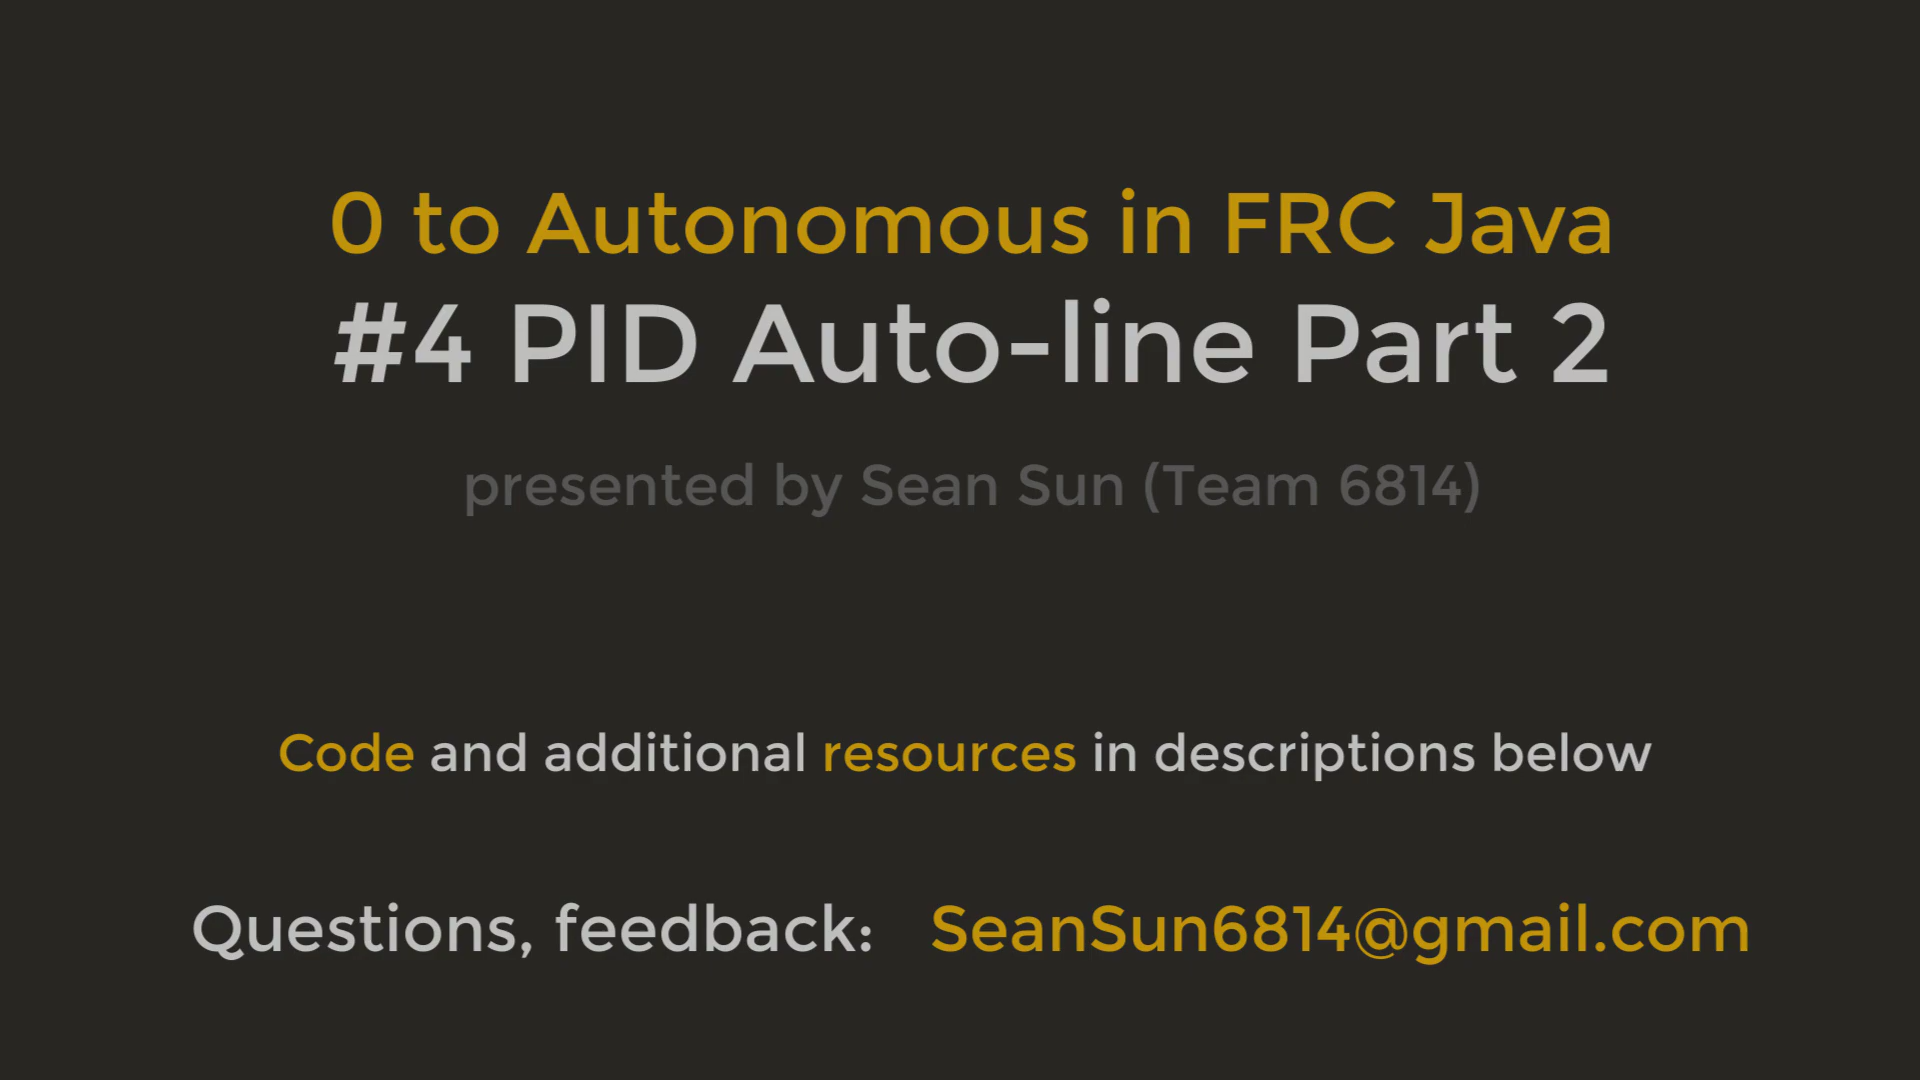 0 to Autonomous in FRC Java
#4 PID Auto-line Part 2
presented by Sean Sun (Team 6814)
Code and additional resources in descriptions below
Questions, feedback: SeanSun6814@gmail.com